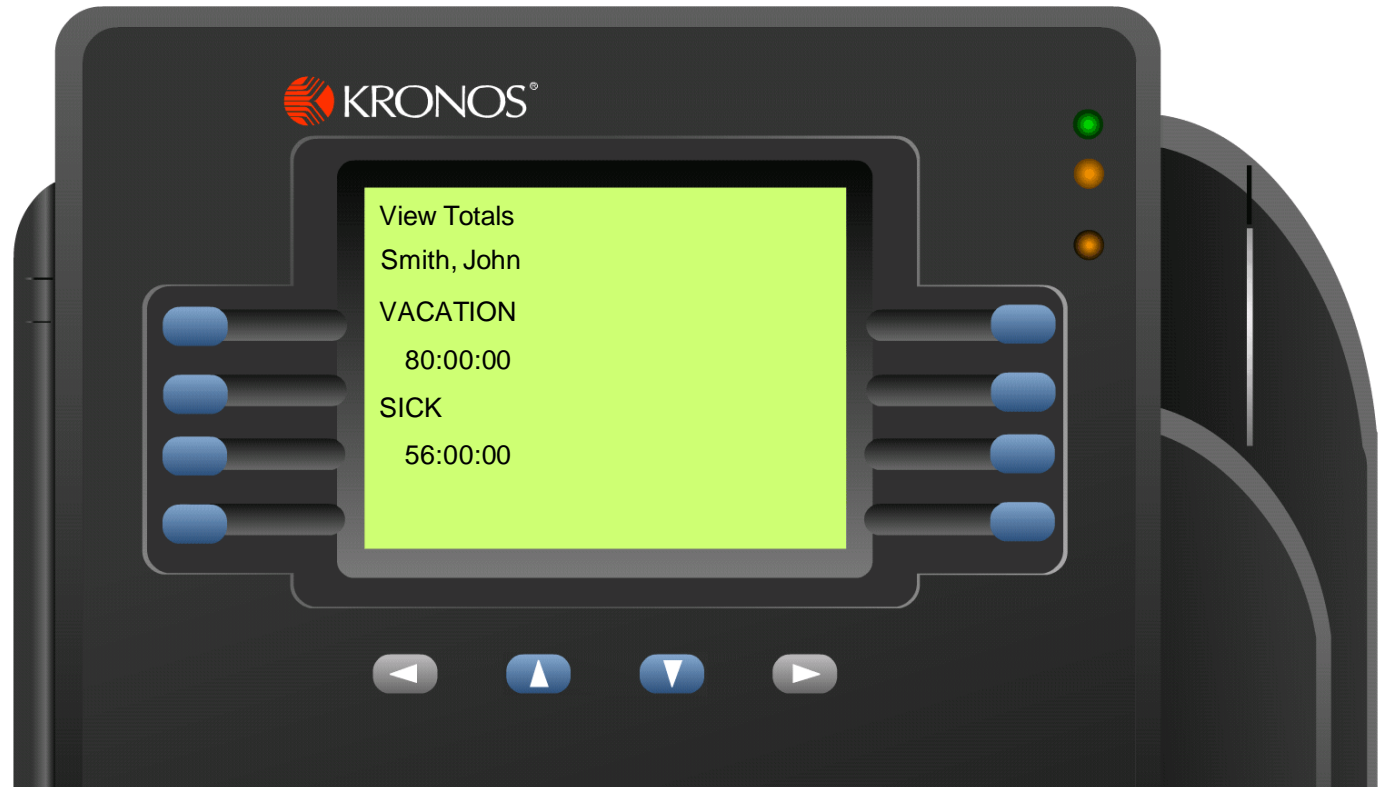 KRONOS®
View Totals
Smith, John
VACATION
80:00:00
SICK
56:00:00